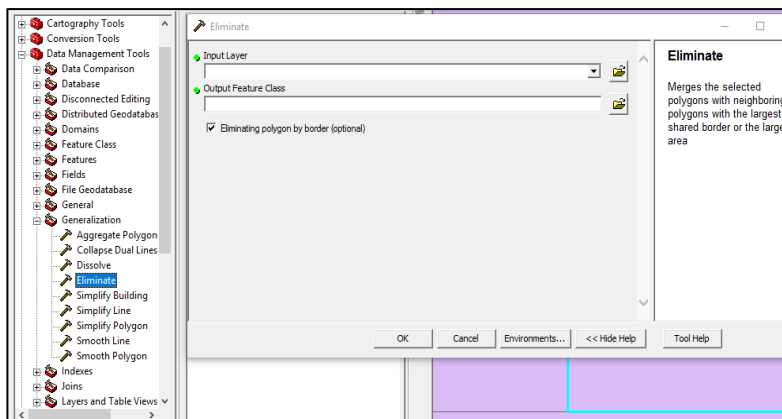 Cartography Tools
Conversion Tools
Data Management Tools
Data Comparison
Database
Disconnected Editing
Distributed Geodatabas
Domains
Feature Class
Features
Fields
File Geodatabase
General
Generalization
Aggregate Polygon
Collapse Dual Lines
Dissolve
Eliminate
Simplify Building
Simplify Line
Simplify Polygon
Smooth Line
Smooth Polygon
Indexes
Joins
Layers and Table Views
Eliminate
Input Layer
Output Feature Class
Eliminating polygon by border (optional)
OK
Cancel
Environments...
<< Hide Help
Tool Help
Eliminate
Merges the selected
polygons with neighboring
polygons with the largest
shared border or the large
area